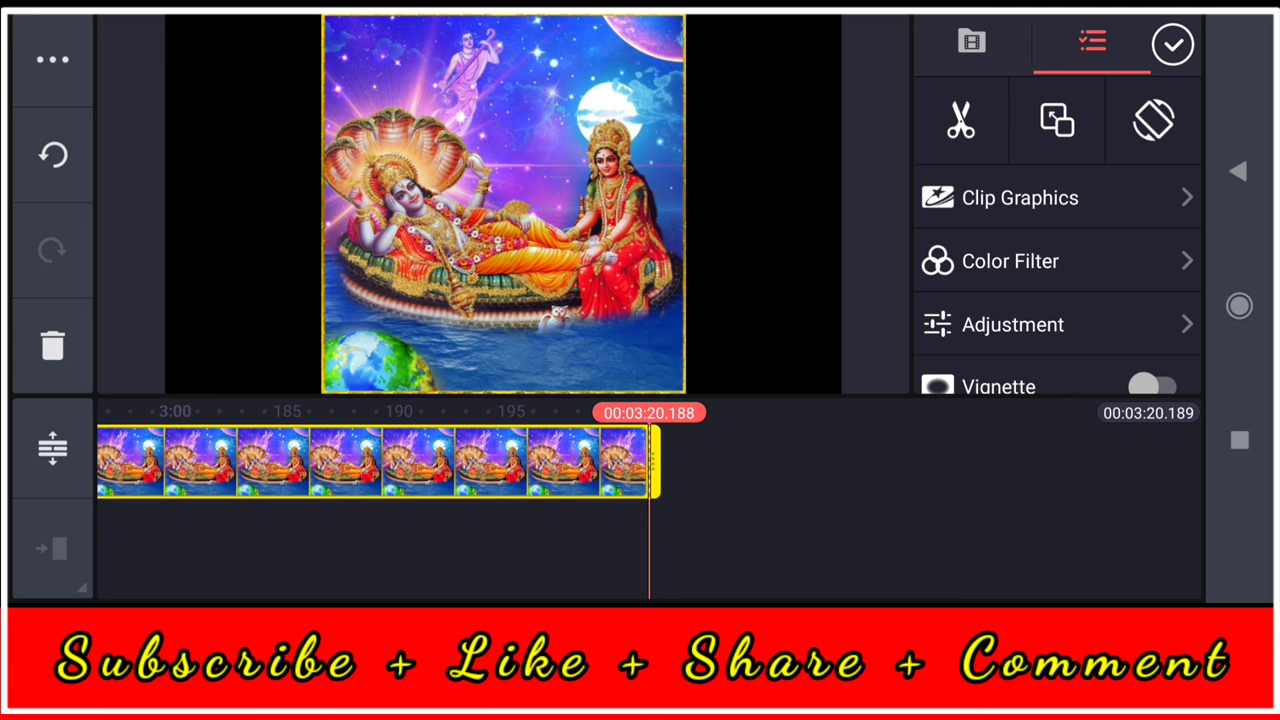 Clip Graphics
Color Filter
Adjustment
Vignette
3:00 185 190 195 00:03:20.188 00:03:20.189
Subscribe + Like + Share + Comment